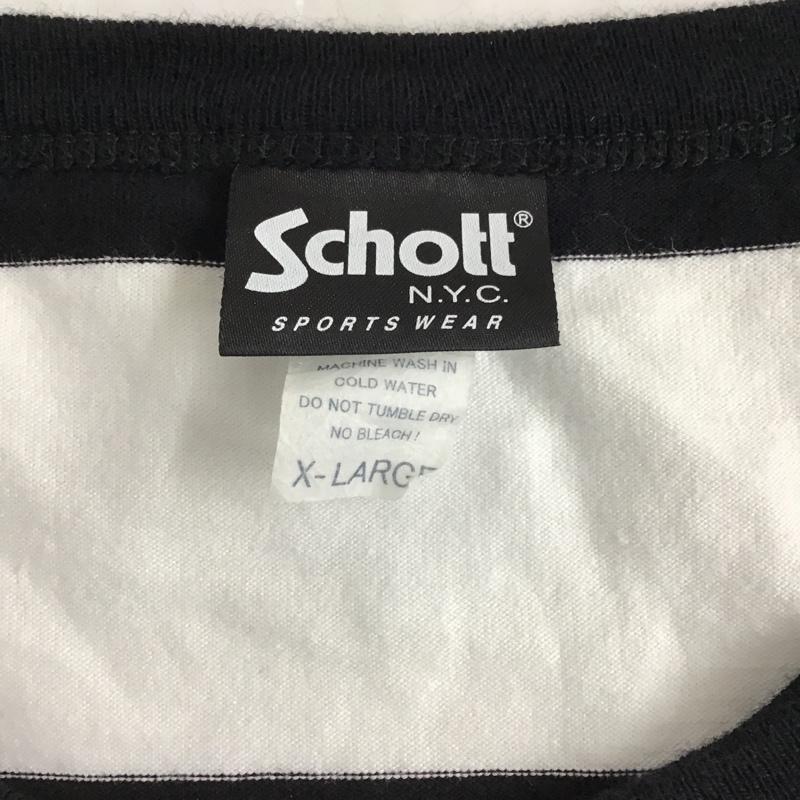 Schott®
N.Y.C.
SPORTS WEAR
MACHINE WASH IN
COLD WATER
DO NOT TUMBLE DRY
NO BLEACH!
X-LARGE